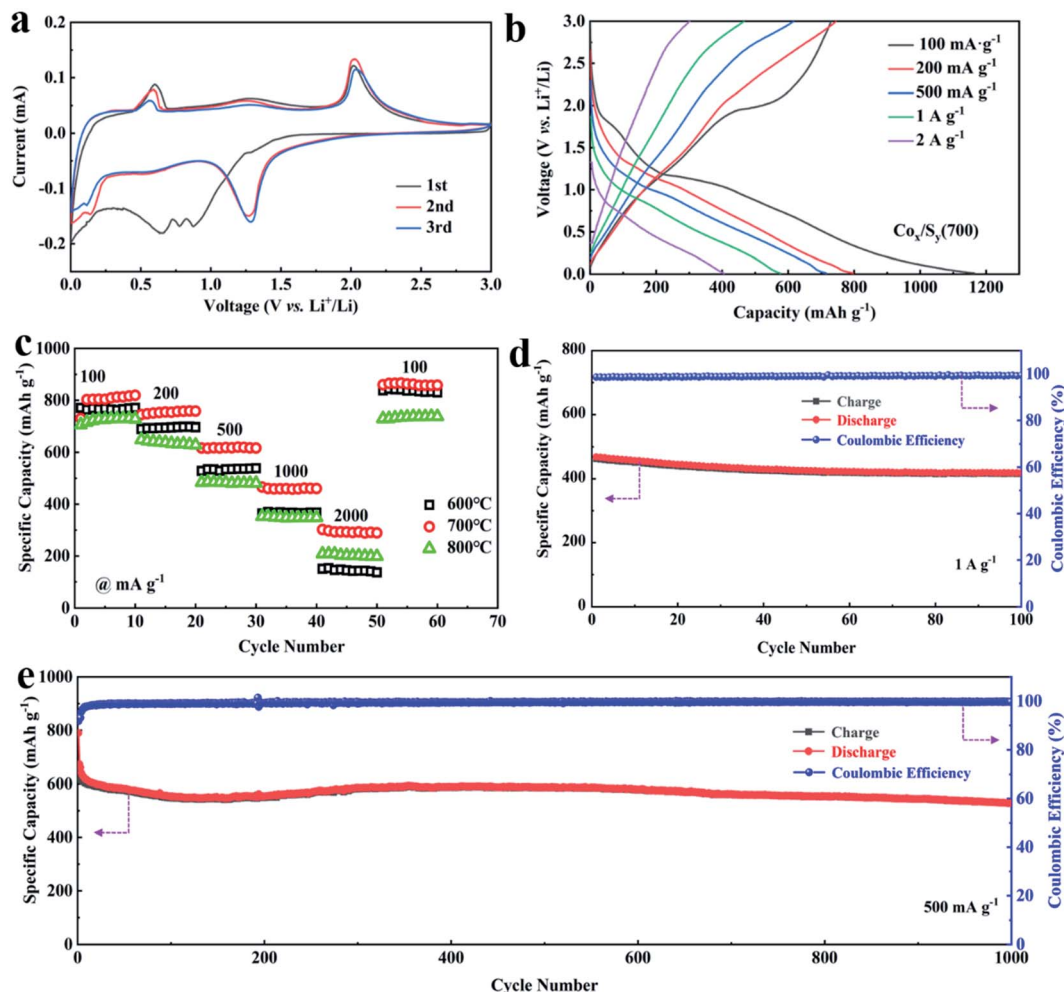 a
0.2
0.1
0.0
-0.1
-0.2
Current (mA)
1st
2nd
3rd
0.0 0.5 1.0 1.5 2.0 2.5 3.0
Voltage (V vs. Li⁺/Li)
b
3.0
2.5
2.0
1.5
1.0
0.5
0.0
Voltage (V vs. Li⁺/Li)
100 mA·g⁻¹
200 mA g⁻¹
500 mA g⁻¹
1 A g⁻¹
2 A g⁻¹
Coₓ/Sᵧ(700)
200 400 600 800 1000 1200
Capacity (mAh g⁻¹)
c
1000
800
600
400
200
0
Specific Capacity (mAh g⁻¹)
100
200
500
1000
2000
100
600°C
700°C
800°C
@ mA g⁻¹
0 10 20 30 40 50 60 70
Cycle Number
d
800
600
400
200
0
Specific Capacity (mAh g⁻¹)
Charge
Discharge
Coulombic Efficiency
1 A g⁻¹
0 20 40 60 80 100
Cycle Number
100
80
60
40
20
0
Coulombic Efficiency (%)
e
1000
800
600
400
200
0
Specific Capacity (mAh g⁻¹)
Charge
Discharge
Coulombic Efficiency
500 mA g⁻¹
0 200 400 600 800 1000
Cycle Number
100
80
60
40
20
0
Coulombic Efficiency (%)